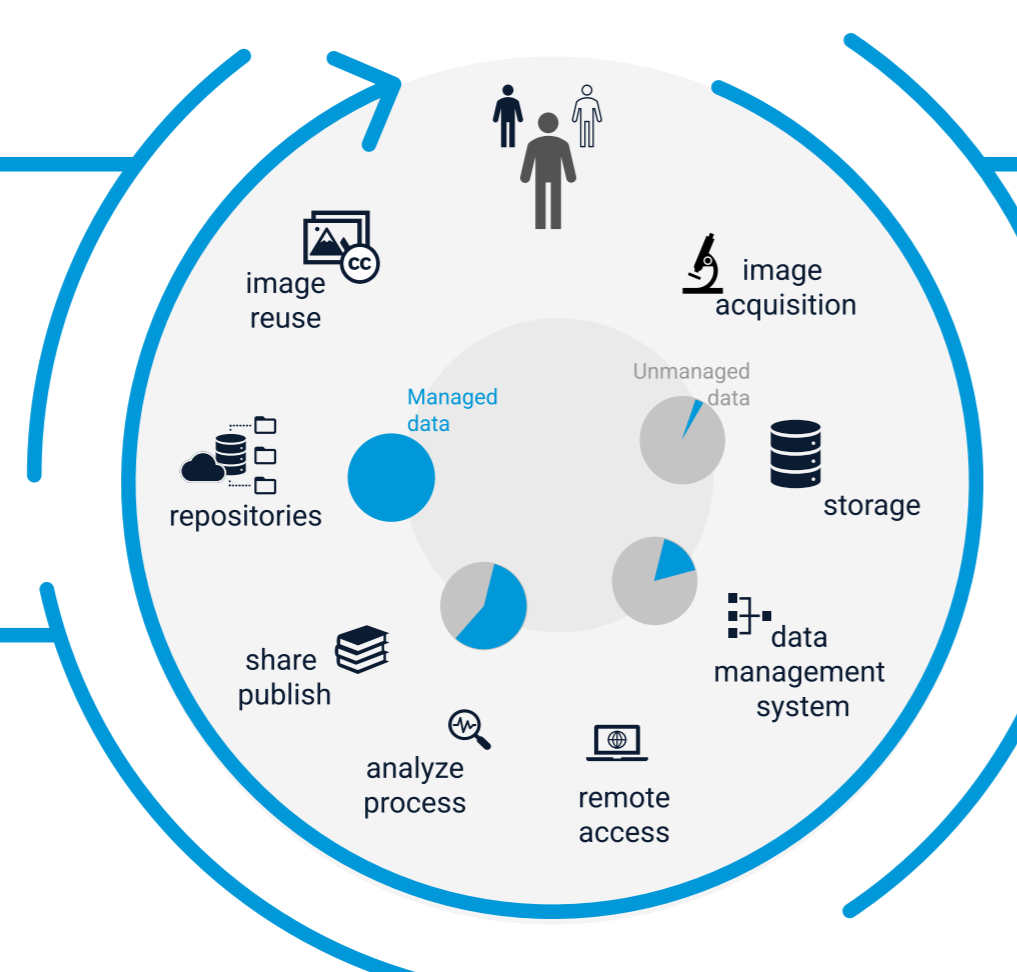 image
acquisition
storage
data
management
system
remote
access
analyze
process
share
publish
repositories
image
reuse
cc
Managed
data
Unmanaged
data